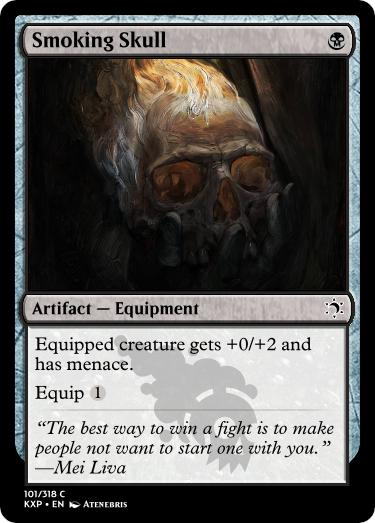 Smoking Skull
Artifact — Equipment
Equipped creature gets +0/+2 and
has menace.
Equip 1
“The best way to win a fight is to make
people not want to start one with you.”
—Mei Liva
101/318 C
KXP • EN Atenebris